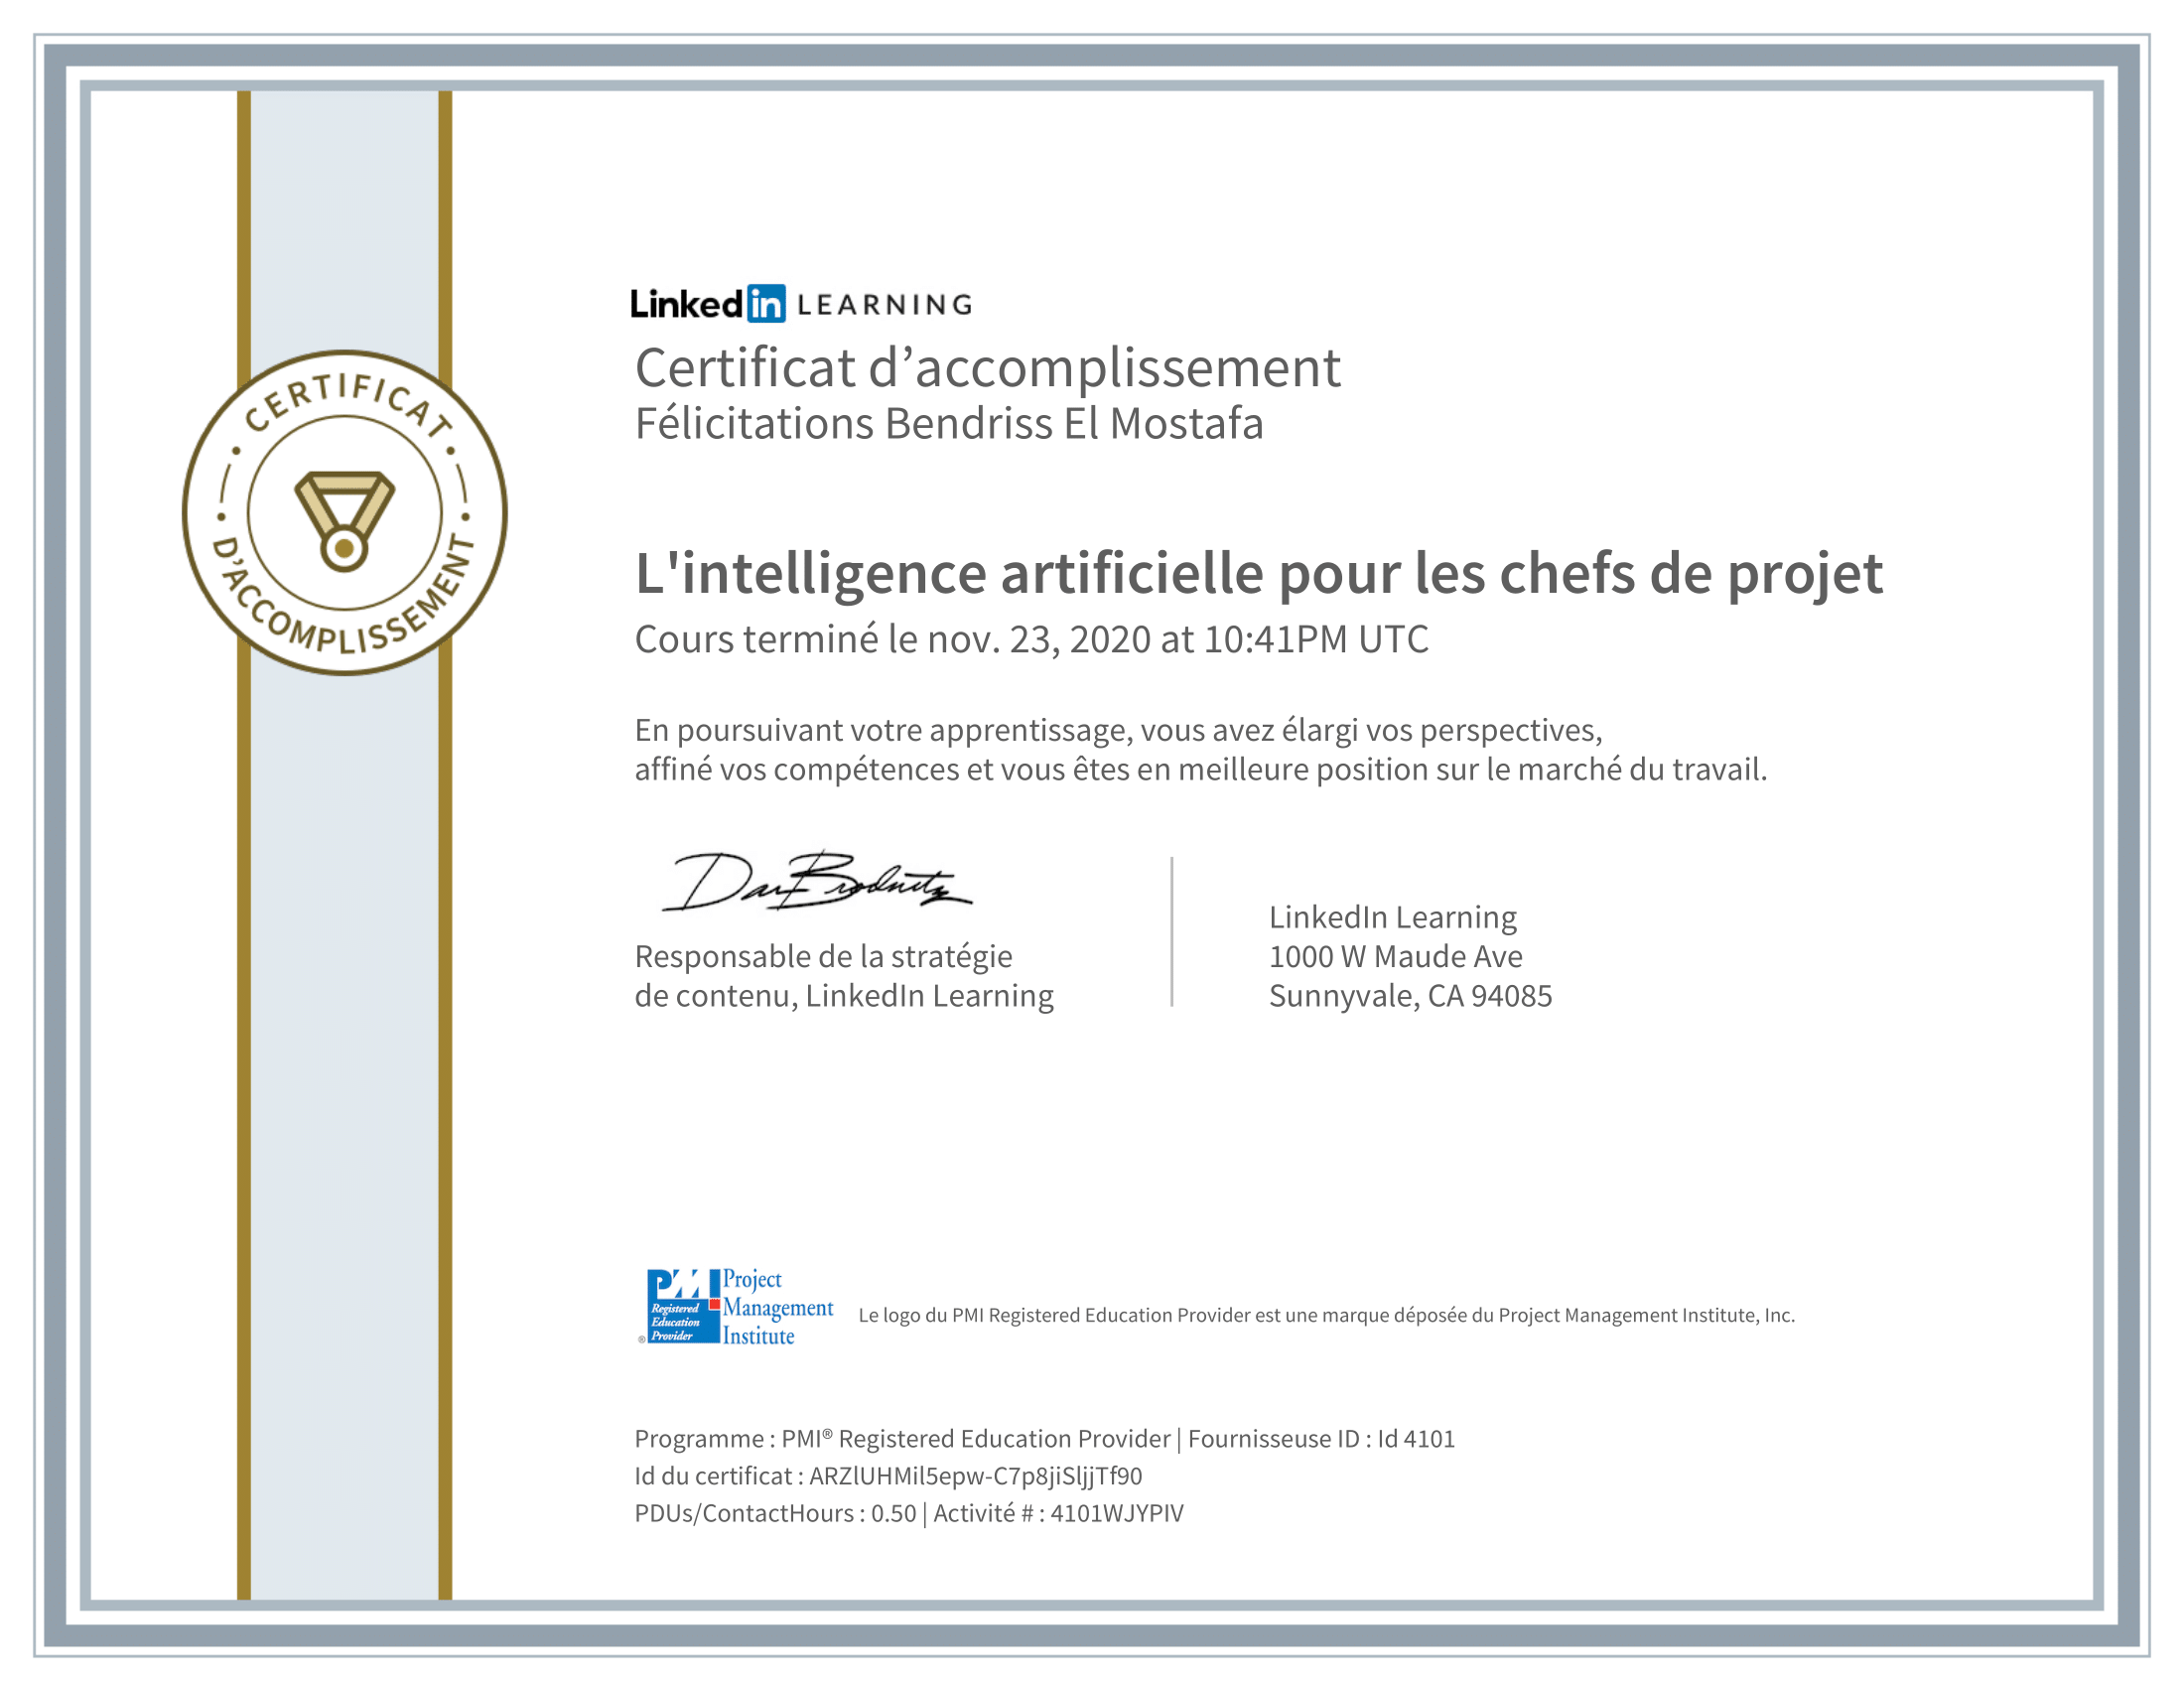 CERTIFICAT
D'ACCOMPLISSEMENT
Linkedin LEARNING
Certificat d’accomplissement
Félicitations Bendriss El Mostafa
L'intelligence artificielle pour les chefs de projet
Cours terminé le nov. 23, 2020 at 10:41PM UTC
En poursuivant votre apprentissage, vous avez élargi vos perspectives,
affiné vos compétences et vous êtes en meilleure position sur le marché du travail.
Responsable de la stratégie
de contenu, LinkedIn Learning
LinkedIn Learning
1000 W Maude Ave
Sunnyvale, CA 94085
PMI Registered Education Provider ®
Project
Management
Institute
Le logo du PMI Registered Education Provider est une marque déposée du Project Management Institute, Inc.
Programme : PMI® Registered Education Provider | Fournisseuse ID : Id 4101
Id du certificat : ARZlUHMil5epw-C7p8jiSljjTf90
PDUs/ContactHours : 0.50 | Activité # : 4101WJYPIV